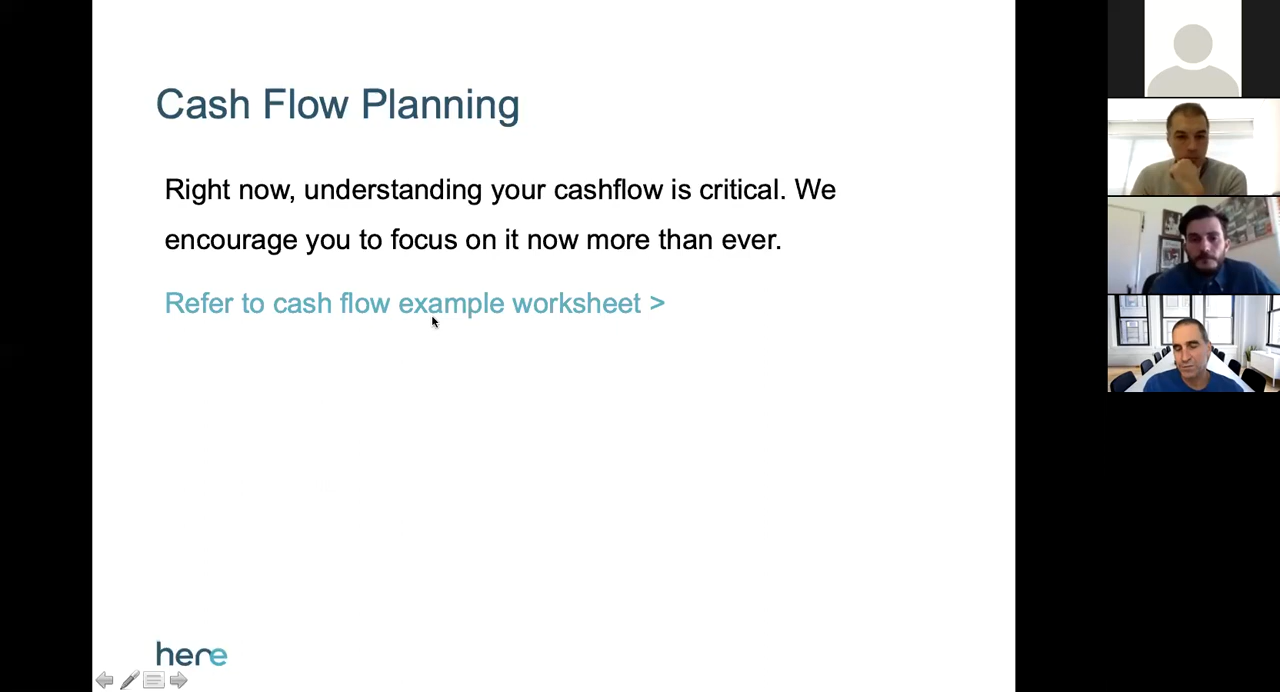 Cash Flow Planning
Right now, understanding your cashflow is critical. We
encourage you to focus on it now more than ever.
Refer to cash flow example worksheet >
here